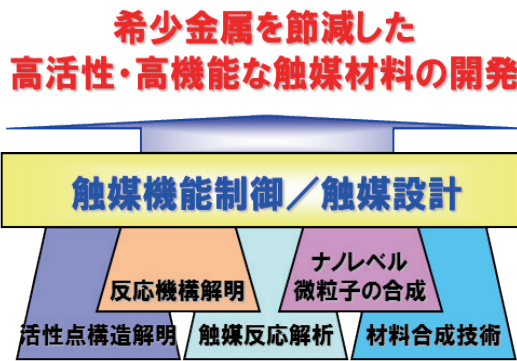 希少金属を節減した
高活性・高機能な触媒材料の開発
触媒機能制御／触媒設計
反応機構解明
ナノレベル
微粒子の合成
活性点構造解明
触媒反応解析
材料合成技術